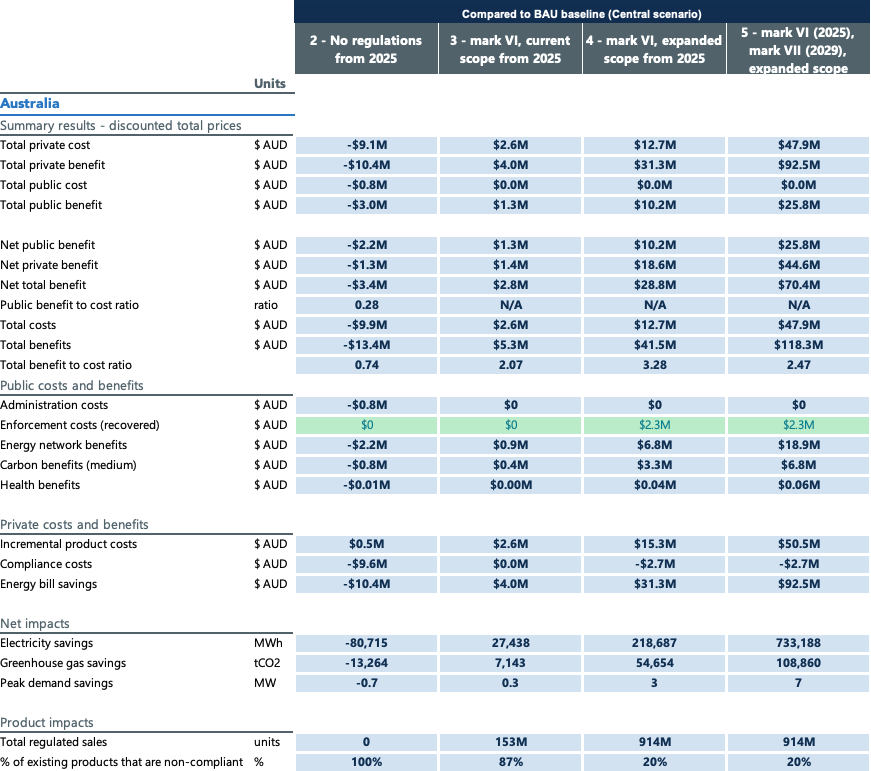 Compared to BAU baseline (Central scenario)
2 - No regulations from 2025 3 - mark VI, current scope from 2025 4 - mark VI, expanded scope from 2025 5 - mark VI (2025), mark VII (2029), expanded scope
Units
Australia
Summary results - discounted total prices
Total private cost $ AUD -$9.1M $2.6M $12.7M $47.9M
Total private benefit $ AUD -$10.4M $4.0M $31.3M $92.5M
Total public cost $ AUD -$0.8M $0.0M $0.0M $0.0M
Total public benefit $ AUD -$3.0M $1.3M $10.2M $25.8M
Net public benefit $ AUD -$2.2M $1.3M $10.2M $25.8M
Net private benefit $ AUD -$1.3M $1.4M $18.6M $44.6M
Net total benefit $ AUD -$3.4M $2.8M $28.8M $70.4M
Public benefit to cost ratio ratio 0.28 N/A N/A N/A
Total costs $ AUD -$9.9M $2.6M $12.7M $47.9M
Total benefits $ AUD -$13.4M $5.3M $41.5M $118.3M
Total benefit to cost ratio 0.74 2.07 3.28 2.47
Public costs and benefits
Administration costs $ AUD -$0.8M $0 $0 $0
Enforcement costs (recovered) $ AUD $0 $0 $2.3M $2.3M
Energy network benefits $ AUD -$2.2M $0.9M $6.8M $18.9M
Carbon benefits (medium) $ AUD -$0.8M $0.4M $3.3M $6.8M
Health benefits $ AUD -$0.01M $0.00M $0.04M $0.06M
Private costs and benefits
Incremental product costs $ AUD $0.5M $2.6M $15.3M $50.5M
Compliance costs $ AUD -$9.6M $0.0M -$2.7M -$2.7M
Energy bill savings $ AUD -$10.4M $4.0M $31.3M $92.5M
Net impacts
Electricity savings MWh -80,715 27,438 218,687 733,188
Greenhouse gas savings tCO2 -13,264 7,143 54,654 108,860
Peak demand savings MW -0.7 0.3 3 7
Product impacts
Total regulated sales units 0 153M 914M 914M
% of existing products that are non-compliant % 100% 87% 20% 20%